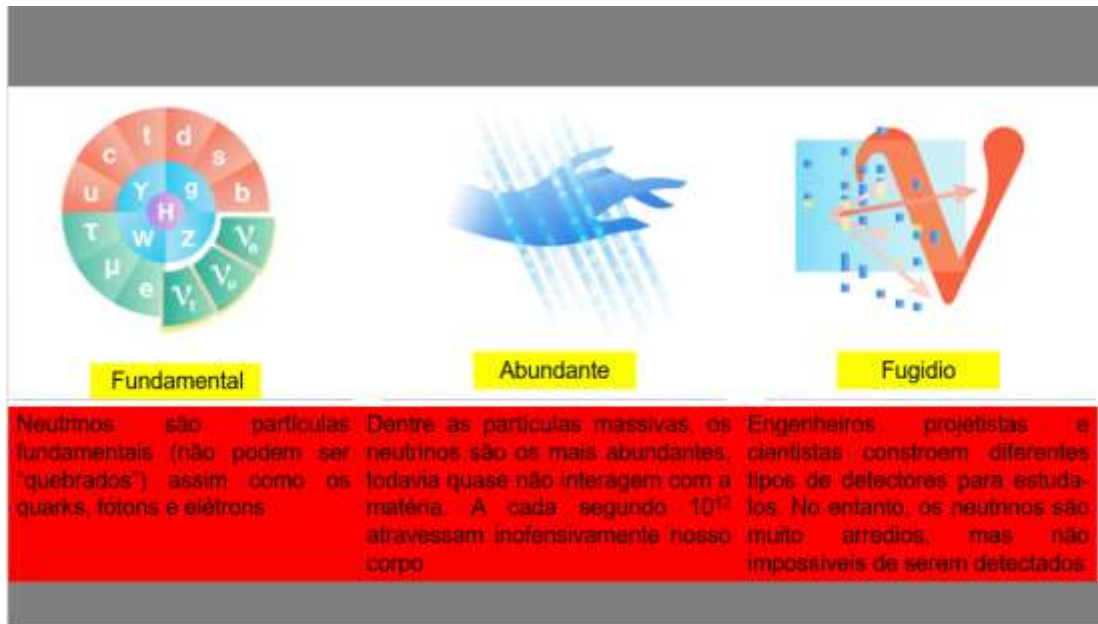 t d
c s
u b
γ g
H
W Z
τ
μ
e
νe
νμ
ντ
Fundamental
Neutrinos são partículas
fundamentais (não podem ser
"quebrados") assim como os
quarks, fótons e elétrons
Abundante
Dentre as partículas massivas, os
neutrinos são os mais abundantes,
todavia quase não interagem com a
matéria. A cada segundo 10¹²
atravessam inofensivamente nosso
corpo
ν
Fugidio
Engenheiros projetistas e
cientistas constroem diferentes
tipos de detectores para estuda-
los. No entanto, os neutrinos são
muito arredios, mas não
impossíveis de serem detectados